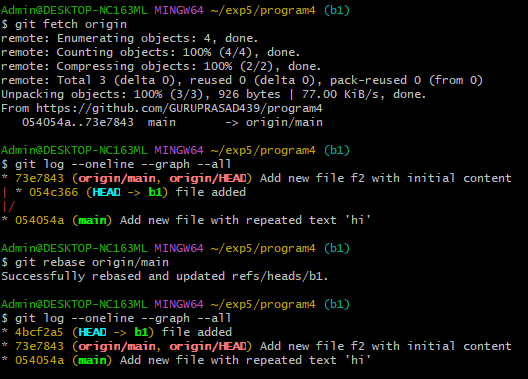 Admin@DESKTOP-NC163ML MINGW64 ~/exp5/program4 (b1)
$ git fetch origin
remote: Enumerating objects: 4, done.
remote: Counting objects: 100% (4/4), done.
remote: Compressing objects: 100% (2/2), done.
remote: Total 3 (delta 0), reused 0 (delta 0), pack-reused 0 (from 0)
Unpacking objects: 100% (3/3), 926 bytes | 77.00 KiB/s, done.
From https://github.com/GURUPRASAD439/program4
   054054a..73e7843  main       -> origin/main

Admin@DESKTOP-NC163ML MINGW64 ~/exp5/program4 (b1)
$ git log --oneline --graph --all
* 73e7843 (origin/main, origin/HEAD) Add new file f2 with initial content
| * 054c366 (HEAD -> b1) file added
|/
* 054054a (main) Add new file with repeated text 'hi'

Admin@DESKTOP-NC163ML MINGW64 ~/exp5/program4 (b1)
$ git rebase origin/main
Successfully rebased and updated refs/heads/b1.

Admin@DESKTOP-NC163ML MINGW64 ~/exp5/program4 (b1)
$ git log --oneline --graph --all
* 4bcf2a5 (HEAD -> b1) file added
* 73e7843 (origin/main, origin/HEAD) Add new file f2 with initial content
* 054054a (main) Add new file with repeated text 'hi'